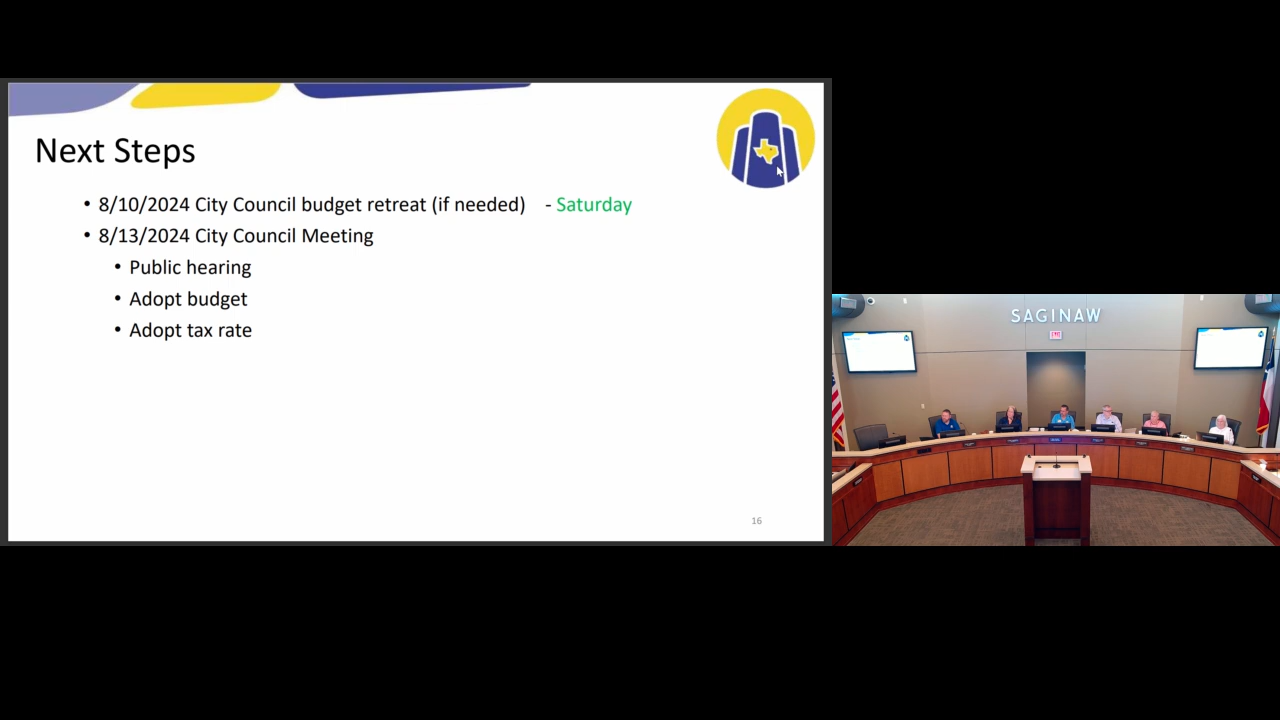 Next Steps
• 8/10/2024 City Council budget retreat (if needed) - Saturday
• 8/13/2024 City Council Meeting
• Public hearing
• Adopt budget
• Adopt tax rate
16
SAGINAW